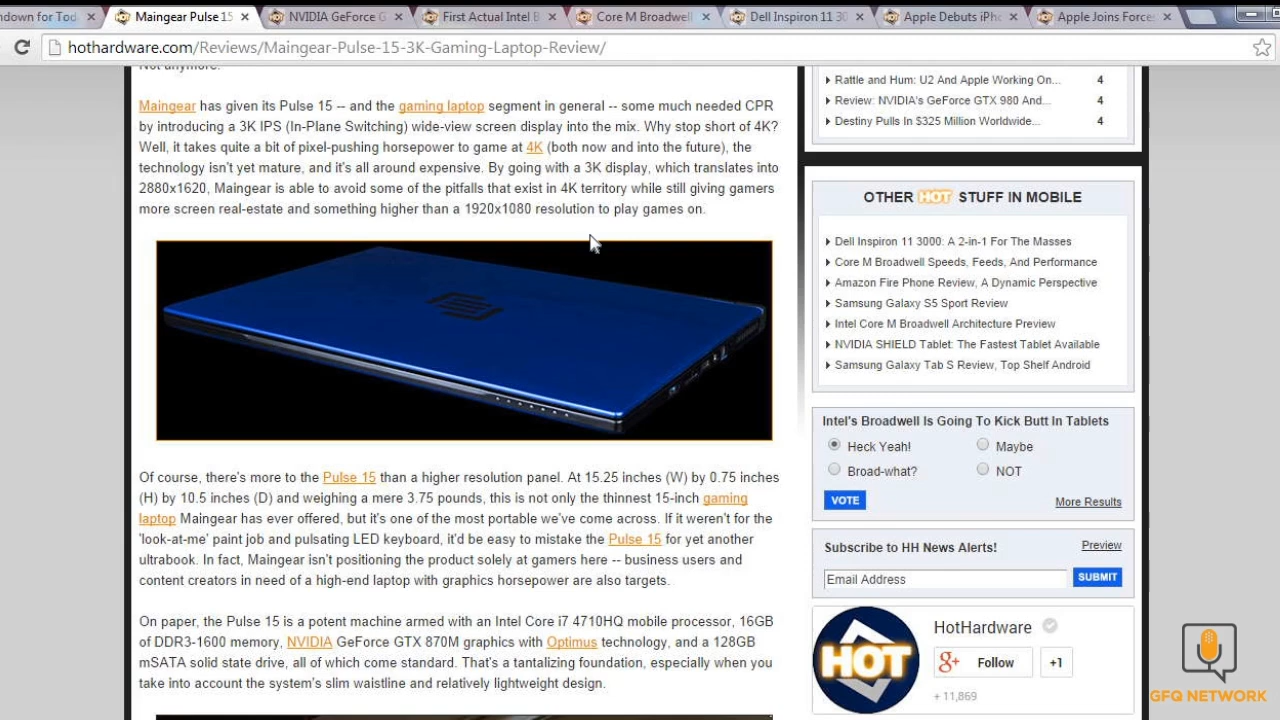 ndown for Tod
Maingear Pulse 15
NVIDIA GeForce G
First Actual Intel B
Core M Broadwell
Dell Inspiron 11 3
Apple Debuts iPh
Apple Joins Force
hothardware.com/Reviews/Maingear-Pulse-15-3K-Gaming-Laptop-Review/
Not anymore.
Maingear has given its Pulse 15 -- and the gaming laptop segment in general -- some much needed CPR
by introducing a 3K IPS (In-Plane Switching) wide-view screen display into the mix. Why stop short of 4K?
Well, it takes quite a bit of pixel-pushing horsepower to game at 4K (both now and into the future), the
technology isn't yet mature, and it's all around expensive. By going with a 3K display, which translates into
2880x1620, Maingear is able to avoid some of the pitfalls that exist in 4K territory while still giving gamers
more screen real-estate and something higher than a 1920x1080 resolution to play games on.
Of course, there's more to the Pulse 15 than a higher resolution panel. At 15.25 inches (W) by 0.75 inches
(H) by 10.5 inches (D) and weighing a mere 3.75 pounds, this is not only the thinnest 15-inch gaming
laptop Maingear has ever offered, but it's one of the most portable we've come across. If it weren't for the
'look-at-me' paint job and pulsating LED keyboard, it'd be easy to mistake the Pulse 15 for yet another
ultrabook. In fact, Maingear isn't positioning the product solely at gamers here -- business users and
content creators in need of a high-end laptop with graphics horsepower are also targets.
On paper, the Pulse 15 is a potent machine armed with an Intel Core i7 4710HQ mobile processor, 16GB
of DDR3-1600 memory, NVIDIA GeForce GTX 870M graphics with Optimus technology, and a 128GB
mSATA solid state drive, all of which come standard. That's a tantalizing foundation, especially when you
take into account the system's slim waistline and relatively lightweight design.
Rattle and Hum: U2 And Apple Working On... 4
Review: NVIDIA's GeForce GTX 980 And... 4
Destiny Pulls In $325 Million Worldwide... 4
OTHER HOT STUFF IN MOBILE
Dell Inspiron 11 3000: A 2-in-1 For The Masses
Core M Broadwell Speeds, Feeds, And Performance
Amazon Fire Phone Review, A Dynamic Perspective
Samsung Galaxy S5 Sport Review
Intel Core M Broadwell Architecture Preview
NVIDIA SHIELD Tablet: The Fastest Tablet Available
Samsung Galaxy Tab S Review, Top Shelf Android
Intel's Broadwell Is Going To Kick Butt In Tablets
Heck Yeah! Maybe
Broad-what? NOT
VOTE More Results
Subscribe to HH News Alerts! Preview
Email Address SUBMIT
HOT
HotHardware
g+ Follow +1
+ 11,869
GFQ NETWORK